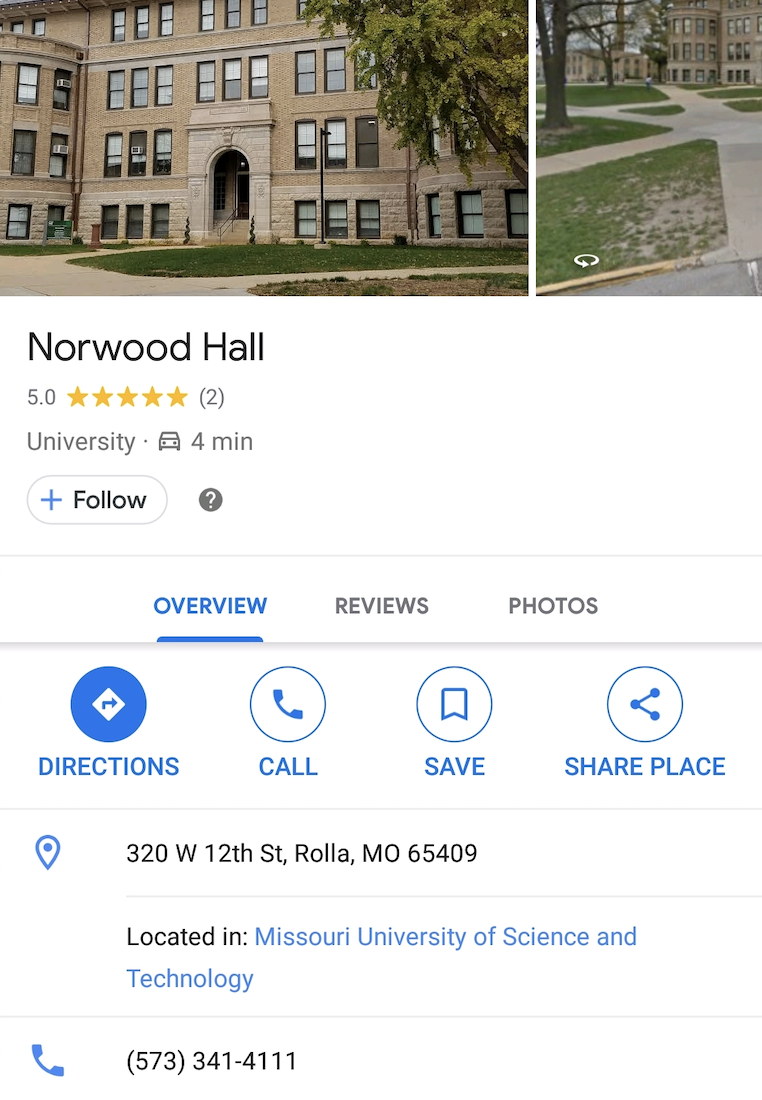 Norwood Hall
5.0 (2)
University · 4 min
+ Follow ?
OVERVIEW REVIEWS PHOTOS
DIRECTIONS CALL SAVE SHARE PLACE
320 W 12th St, Rolla, MO 65409
Located in: Missouri University of Science and
Technology
(573) 341-4111